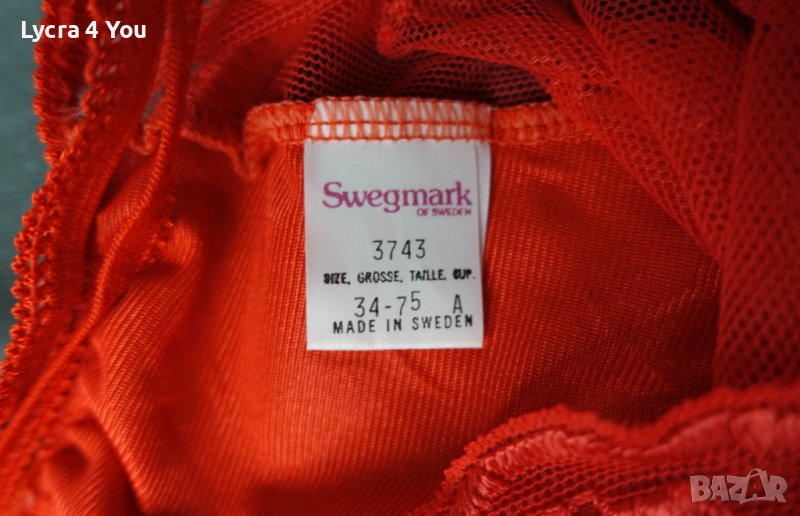 Lycra 4 You
Swegmark
OF SWEDEN
3743
SIZE, GROSSE, TAILLE, CUP.
34-75 A
MADE IN SWEDEN
BAZAR